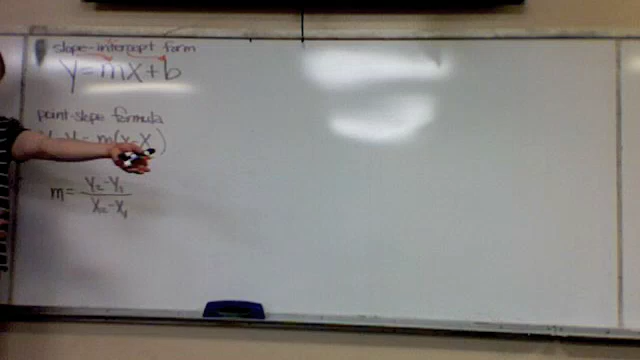 slope-intercept form
y = mx + b
point-slope formula
m(x - x )
m = y₂ - y₁ / x₂ - x₁